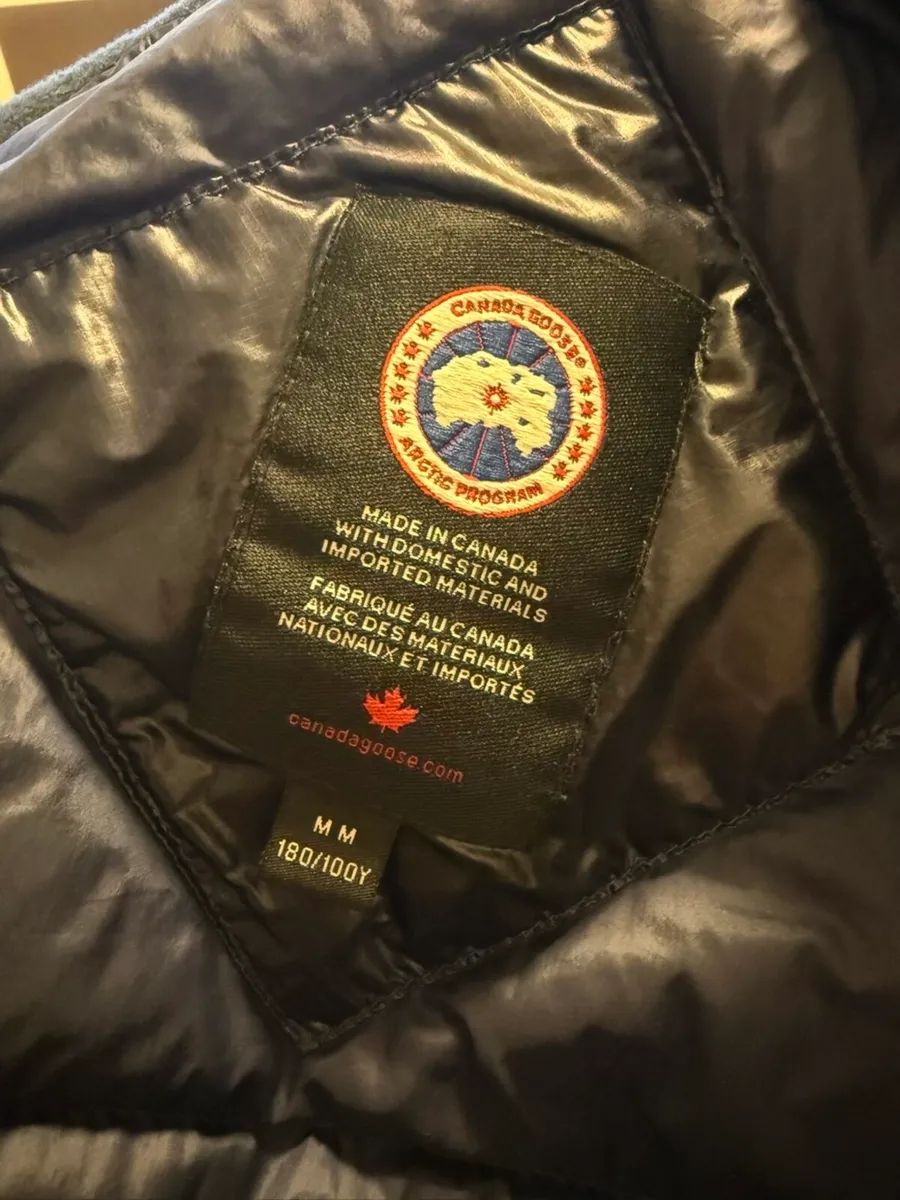 CANADA GOOSE®
ARCTIC PROGRAM
MADE IN CANADA
WITH DOMESTIC AND
IMPORTED MATERIALS
FABRIQUÉ AU CANADA
AVEC DES MATERIAUX
NATIONAUX ET IMPORTÉS
canadagoose.com
M M
180/100Y